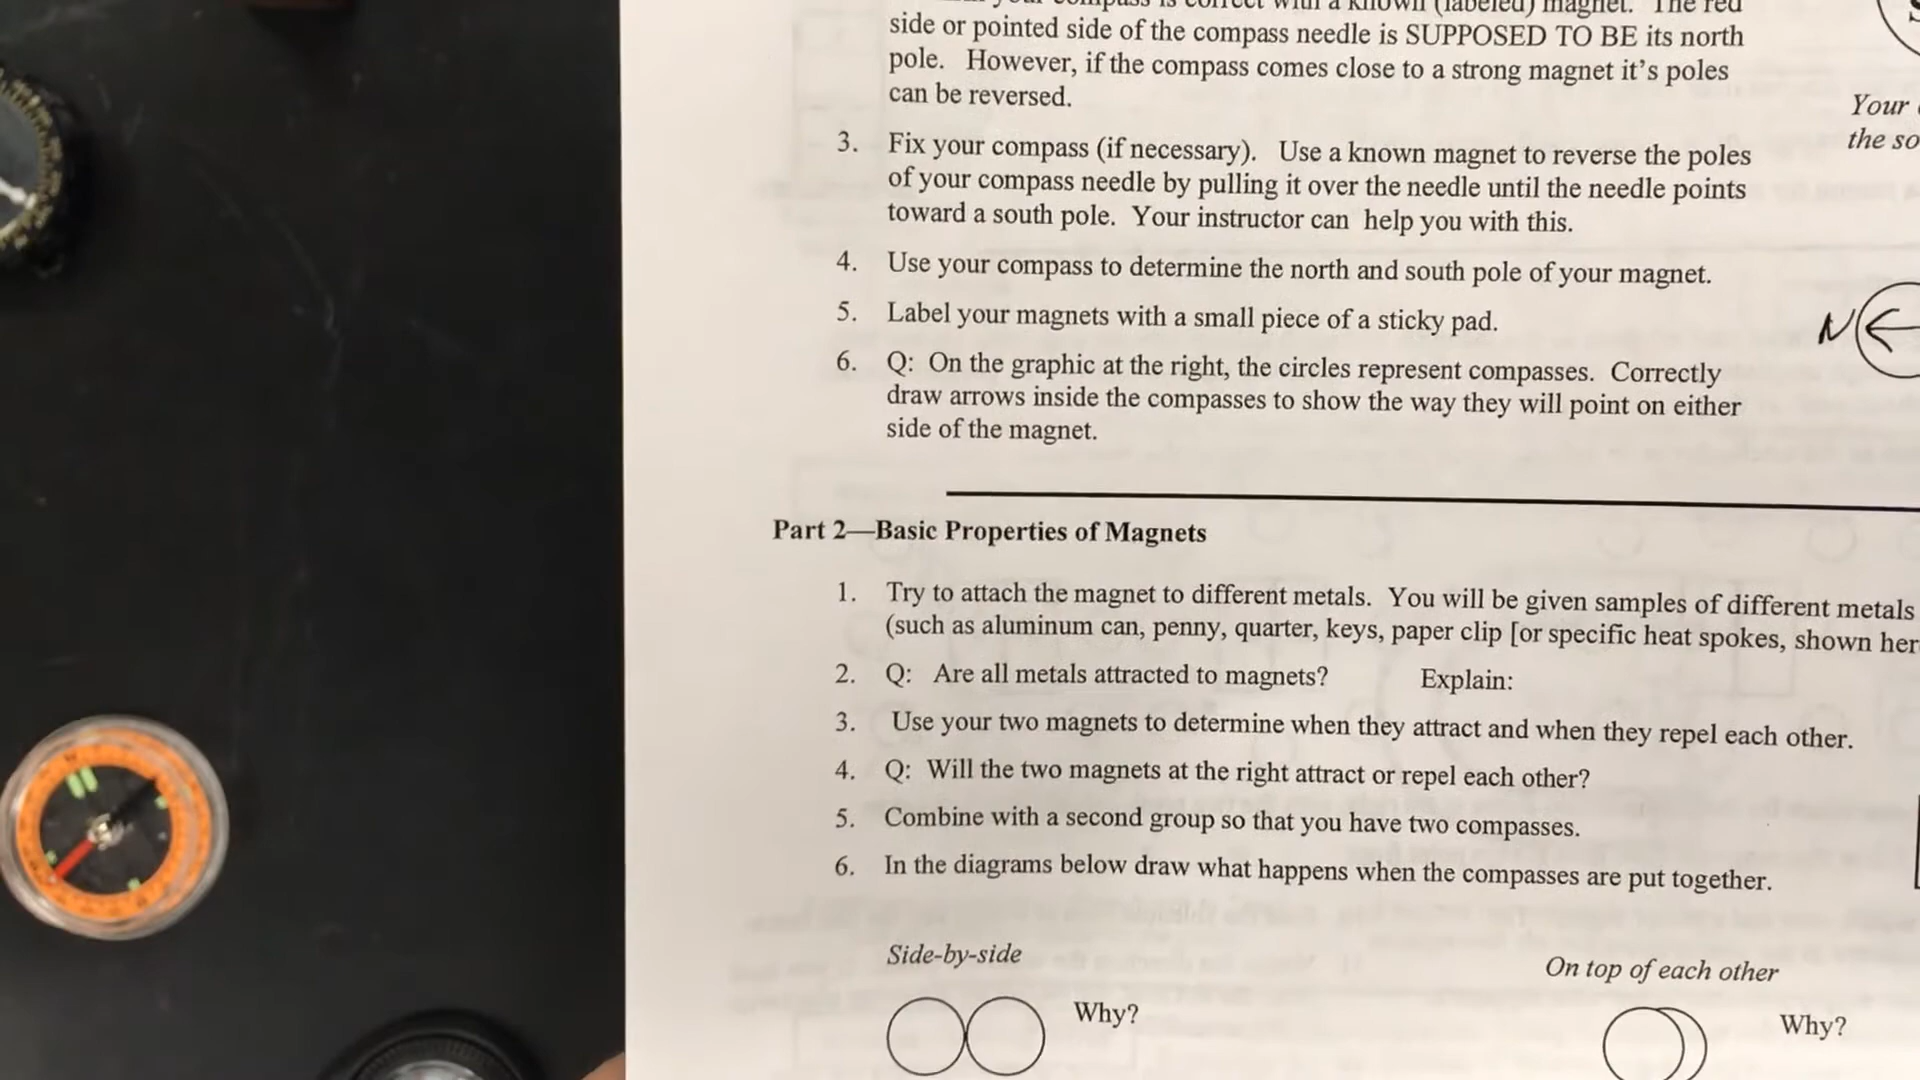 your compass is correct with a known (labeled) magnet. The red
side or pointed side of the compass needle is SUPPOSED TO BE its north
pole. However, if the compass comes close to a strong magnet it's poles
can be reversed.
Your
the so
3. Fix your compass (if necessary). Use a known magnet to reverse the poles
of your compass needle by pulling it over the needle until the needle points
toward a south pole. Your instructor can help you with this.
4. Use your compass to determine the north and south pole of your magnet.
5. Label your magnets with a small piece of a sticky pad.
N
6. Q: On the graphic at the right, the circles represent compasses. Correctly
draw arrows inside the compasses to show the way they will point on either
side of the magnet.
Part 2—Basic Properties of Magnets
1. Try to attach the magnet to different metals. You will be given samples of different metals
(such as aluminum can, penny, quarter, keys, paper clip [or specific heat spokes, shown her
2. Q: Are all metals attracted to magnets? Explain:
3. Use your two magnets to determine when they attract and when they repel each other.
4. Q: Will the two magnets at the right attract or repel each other?
5. Combine with a second group so that you have two compasses.
6. In the diagrams below draw what happens when the compasses are put together.
Side-by-side
On top of each other
Why?
Why?